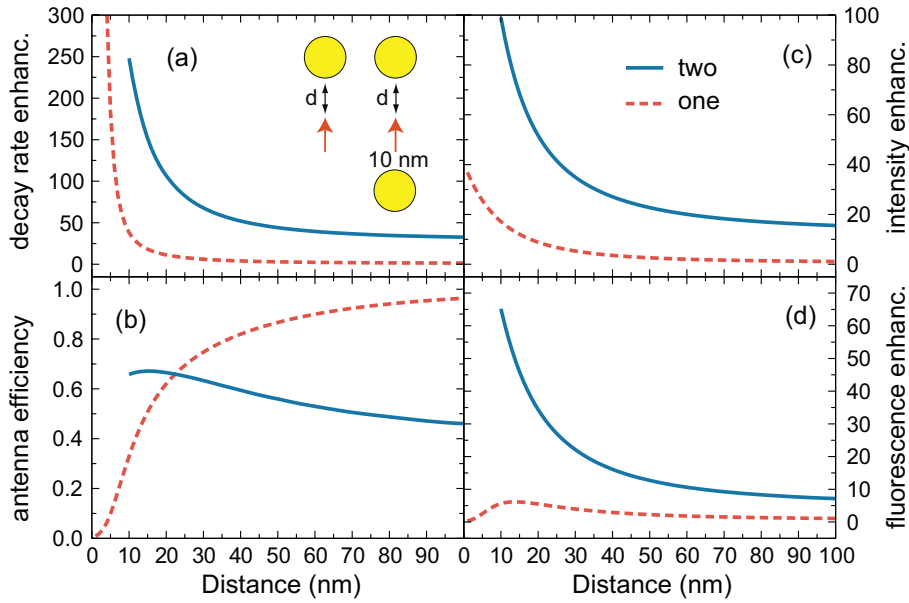 decay rate enhanc.
300
250
200
150
100
50
0
(a)
d
d
10 nm
(c)
two
one
100
80
60
40
20
0
intensity enhanc.
antenna efficiency
1.0
0.8
0.6
0.4
0.2
0.0
(b)
(d)
70
60
50
40
30
20
10
0
fluorescence enhanc.
0 10 20 30 40 50 60 70 80 90
0 10 20 30 40 50 60 70 80 90 100
Distance (nm)
Distance (nm)